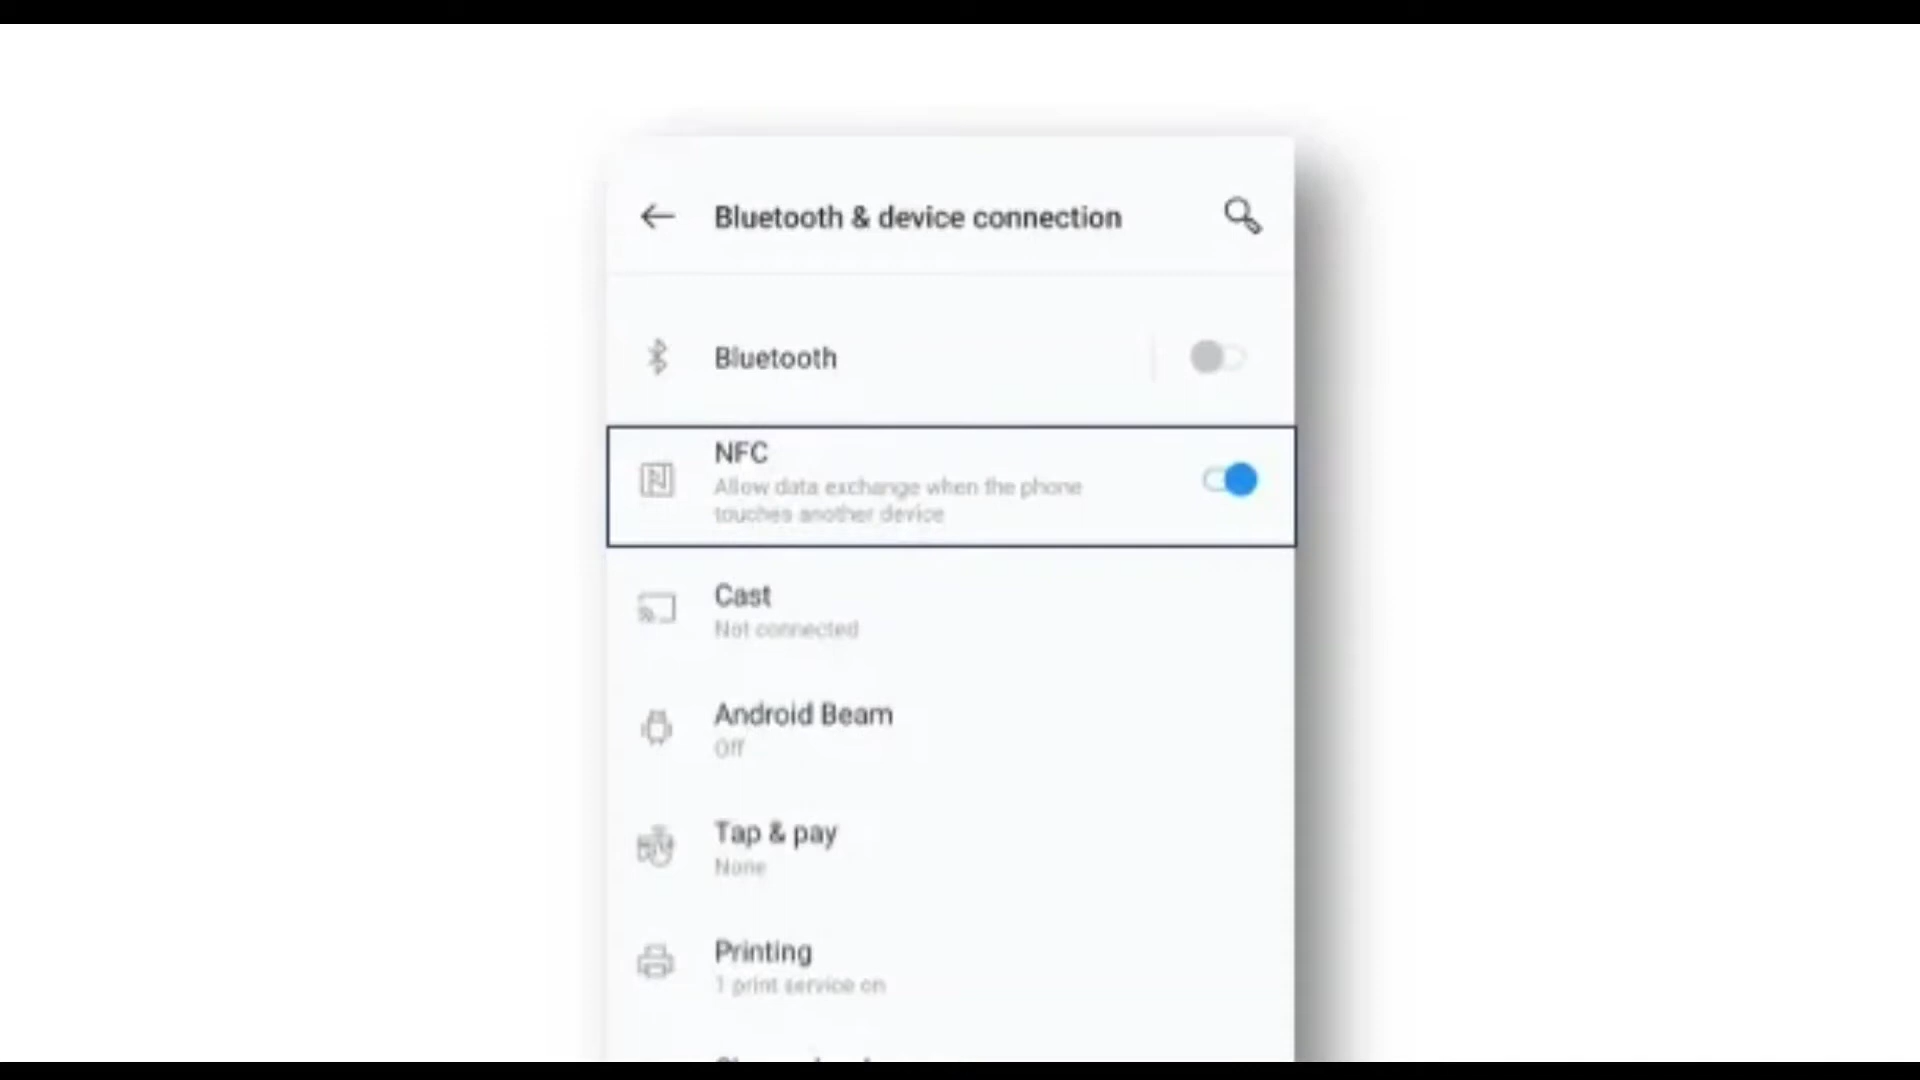 Bluetooth & device connection
Bluetooth
NFC
Allow data exchange when the phone
touches another device
Cast
Not connected
Android Beam
Off
Tap & pay
None
Printing
1 print service on